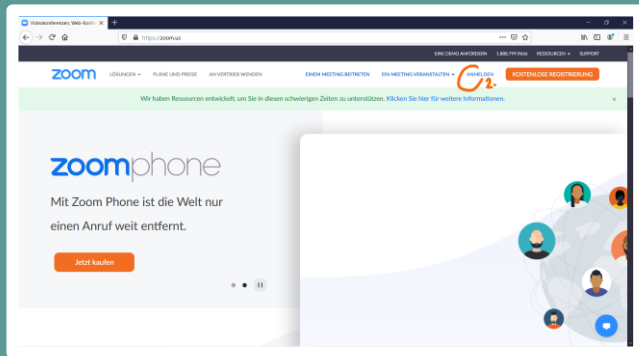 Videokonferenzen, Web-Konfe
https://zoom.us
EINE DEMO ANFORDERN 1.888.799.9666 RESSOURCEN SUPPORT
zoom LÖSUNGEN PLÄNE UND PREISE AN VERTRIEB WENDEN EINEM MEETING BEITRETEN EIN MEETING VERANSTALTEN ANMELDEN KOSTENLOSE REGISTRIERUNG
2.
Wir haben Ressourcen entwickelt, um Sie in diesen schwierigen Zeiten zu unterstützen. Klicken Sie hier für weitere Informationen.
zoomphone
Mit Zoom Phone ist die Welt nur
einen Anruf weit entfernt.
Jetzt kaufen